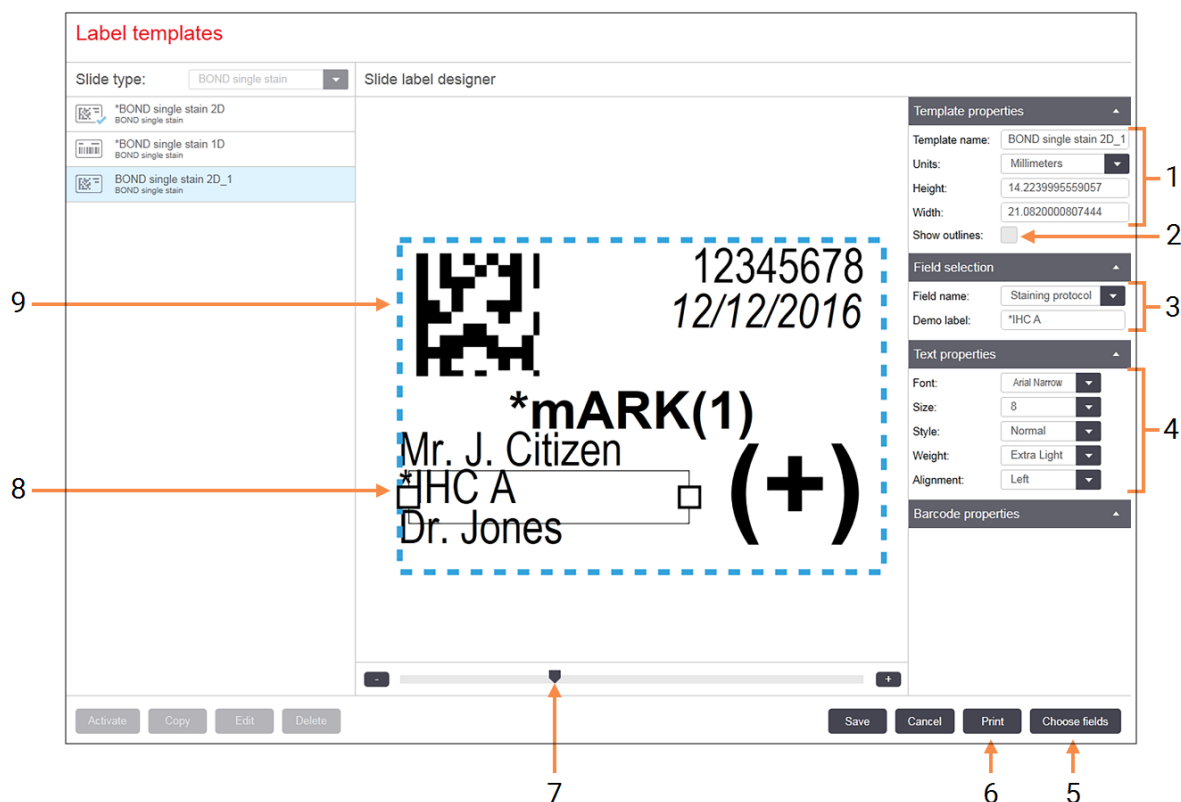 Label templates
Slide type: BOND single stain
Slide label designer
*BOND single stain 2D
BOND single stain
*BOND single stain 1D
BOND single stain
BOND single stain 2D_1
BOND single stain
12345678
12/12/2016
*mARK(1)
Mr. J. Citizen
*IHC A
(+)
Dr. Jones
Template properties
Template name: BOND single stain 2D_1
Units: Millimeters
Height: 14.2239995559057
Width: 21.0820000807444
Show outlines:
Field selection
Field name: Staining protocol
Demo label: *IHC A
Text properties
Font: Arial Narrow
Size: 8
Style: Normal
Weight: Extra Light
Alignment: Left
Barcode properties
1
2
3
4
9
8
- +
Activate Copy Edit Delete
Save Cancel Print Choose fields
7 6 5